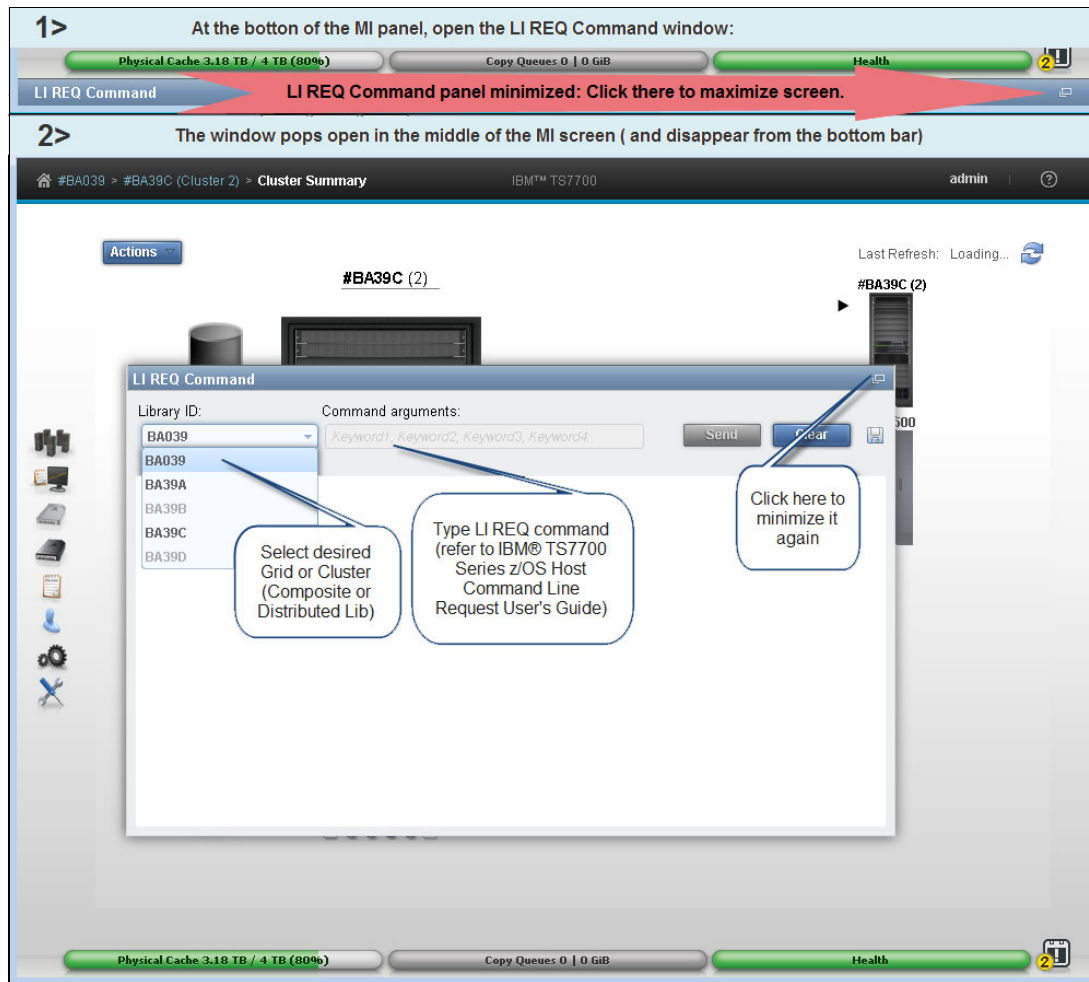 1> At the botton of the MI panel, open the LI REQ Command window:
Physical Cache 3.18 TB / 4 TB (80%) Copy Queues 0 | 0 GiB Health 2
LI REQ Command LI REQ Command panel minimized: Click there to maximize screen.
2> The window pops open in the middle of the MI screen ( and disappear from the bottom bar)
#BA039 > #BA39C (Cluster 2) > Cluster Summary IBM™ TS7700 admin ?
Actions
Last Refresh: Loading...
#BA39C (2)
#BA39C (2)
LI REQ Command
Library ID: Command arguments:
BA039 Keyword1, Keyword2, Keyword3, Keyword4 Send Clear
500
BA039
BA39A
BA39B
BA39C
BA39D
Select desired
Grid or Cluster
(Composite or
Distributed Lib)
Type LI REQ command
(refer to IBM® TS7700
Series z/OS Host
Command Line
Request User's Guide)
Click here to
minimize it
again
Physical Cache 3.18 TB / 4 TB (80%) Copy Queues 0 | 0 GiB Health 2